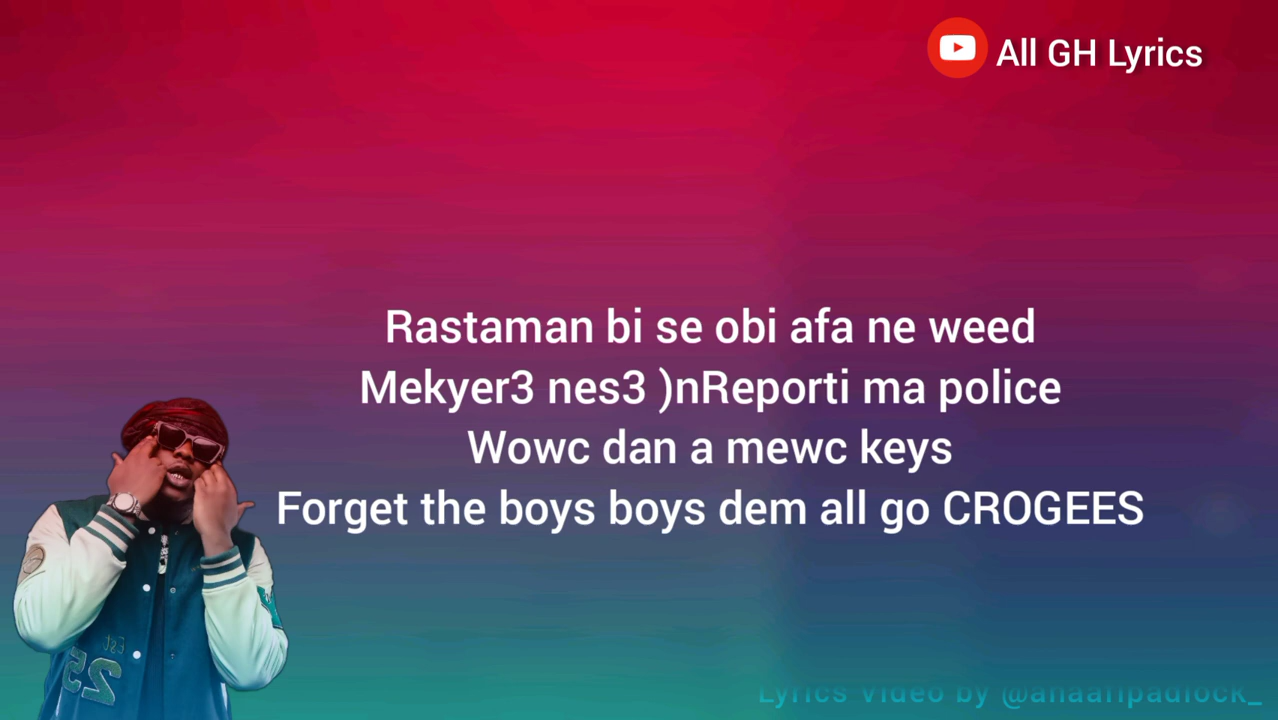 All GH Lyrics
Rastaman bi se obi afa ne weed
Mekyer3 nes3 )nReporti ma police
Wowc dan a mewc keys
Forget the boys boys dem all go CROGEES
Lyrics Video by
25